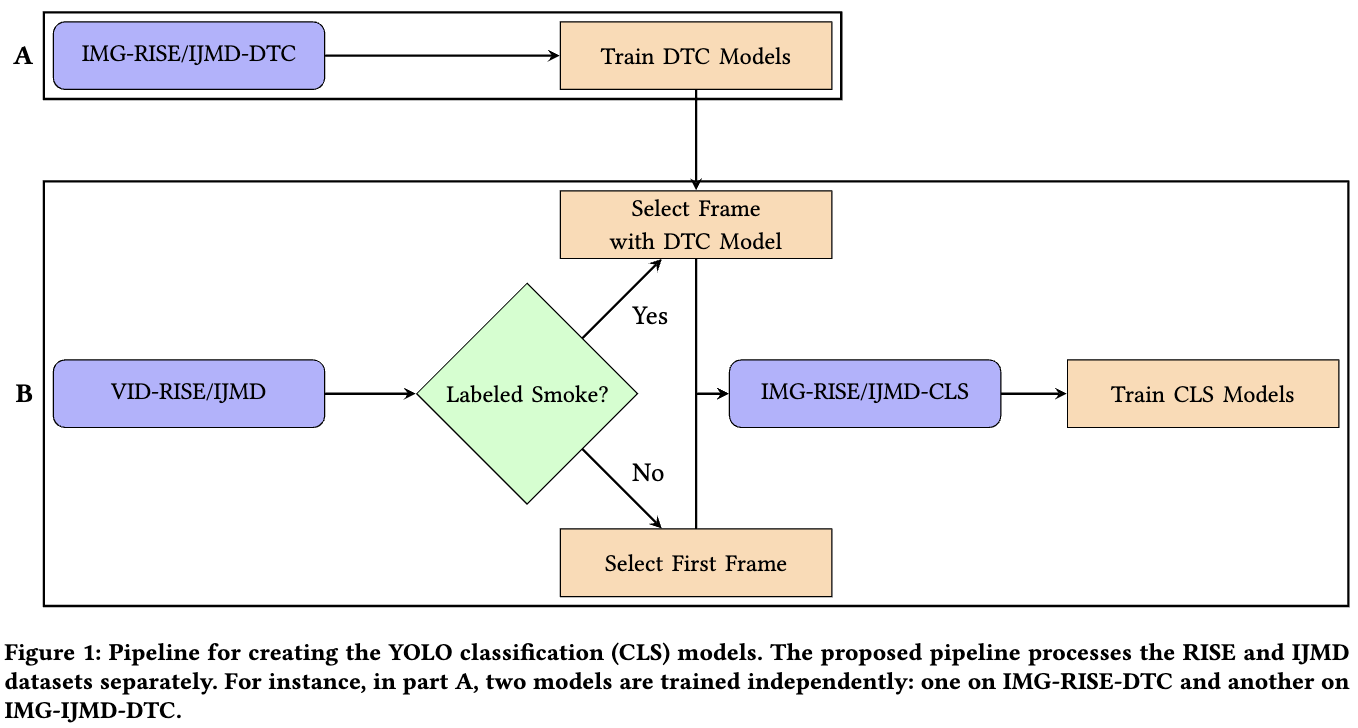 A
IMG-RISE/IJMD-DTC
Train DTC Models
Select Frame
with DTC Model
Yes
B
VID-RISE/IJMD
Labeled Smoke?
IMG-RISE/IJMD-CLS
Train CLS Models
No
Select First Frame
Figure 1: Pipeline for creating the YOLO classification (CLS) models. The proposed pipeline processes the RISE and IJMD
datasets separately. For instance, in part A, two models are trained independently: one on IMG-RISE-DTC and another on
IMG-IJMD-DTC.